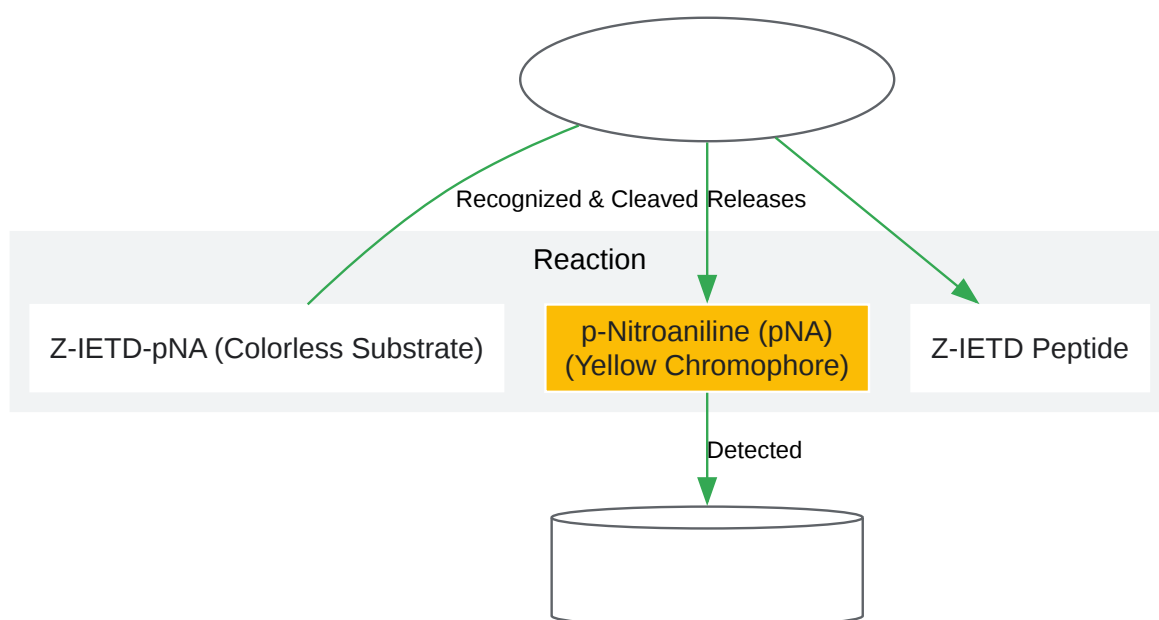 Recognized & Cleaved
Releases
Reaction
Z-IETD-pNA (Colorless Substrate)
p-Nitroaniline (pNA)
(Yellow Chromophore)
Z-IETD Peptide
Detected